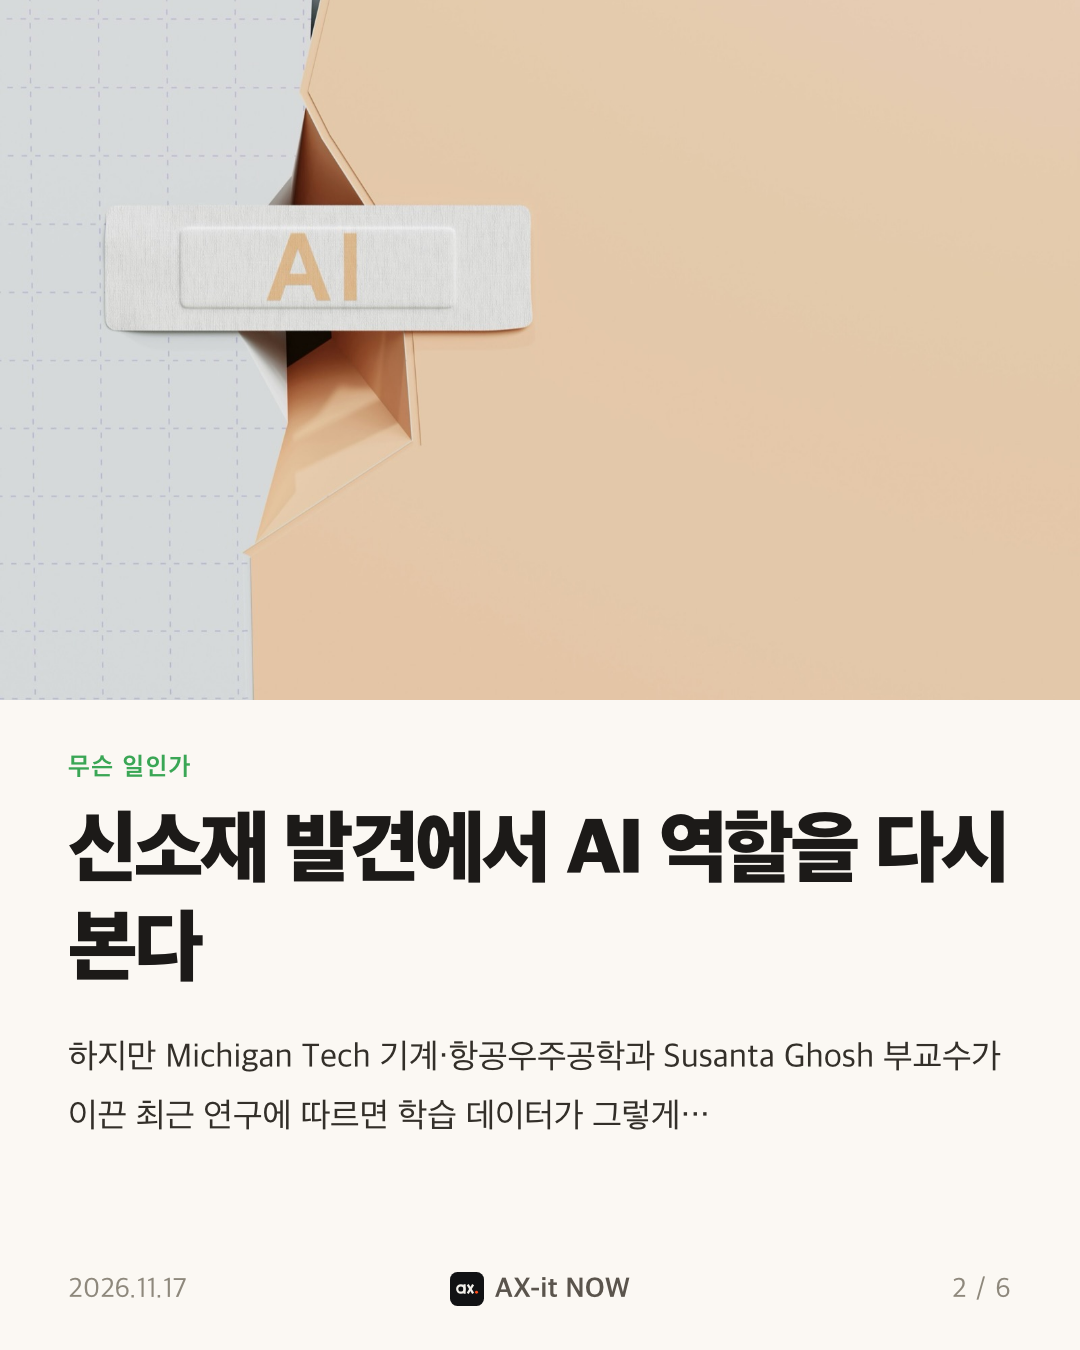 AI
무슨 일인가
신소재 발견에서 AI 역할을 다시
본다
하지만 Michigan Tech 기계·항공우주공학과 Susanta Ghosh 부교수가
이끈 최근 연구에 따르면 학습 데이터가 그렇게…
2026.11.17
ax. AX-it NOW
2 / 6